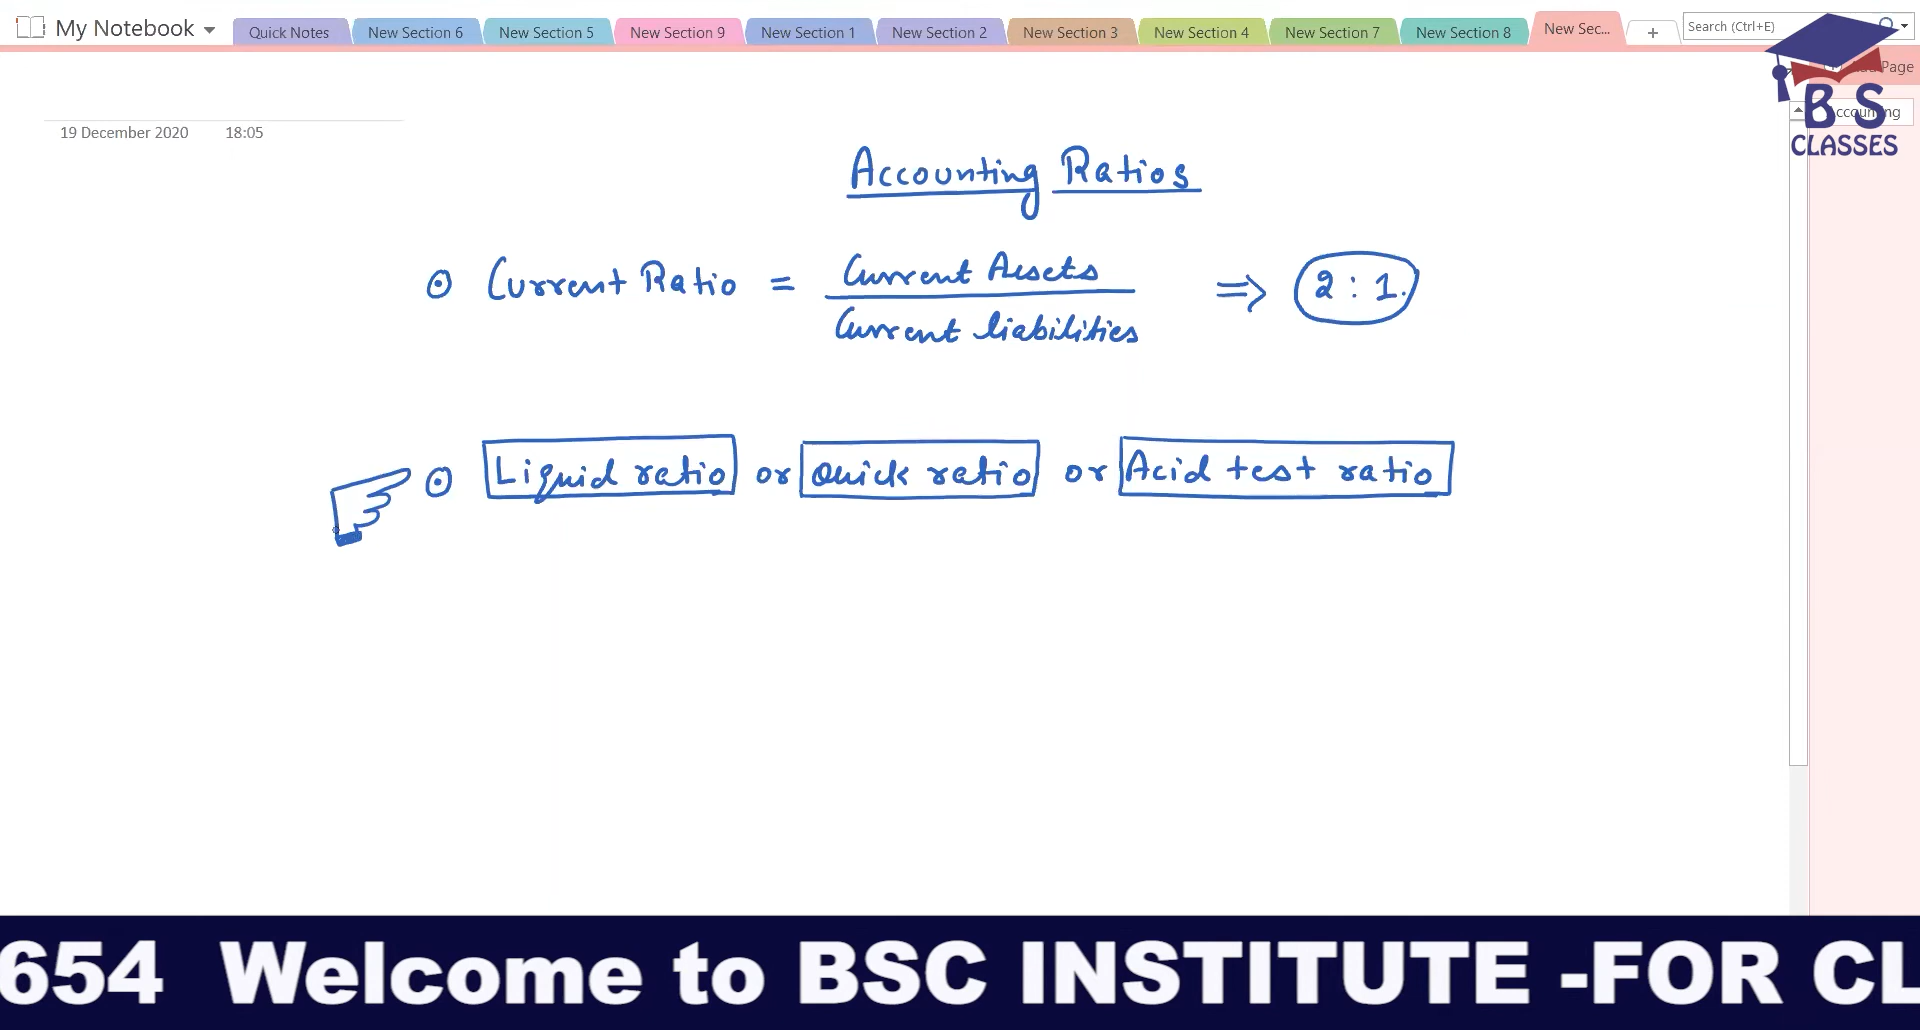 My Notebook
Quick Notes
New Section 6
New Section 5
New Section 9
New Section 1
New Section 2
New Section 3
New Section 4
New Section 7
New Section 8
New Sec...
+
Search (Ctrl+E)
Page
B S
CLASSES
19 December 2020 18:05
Accounting Ratios
Current Ratio = Current Assets ⇒ 2 : 1.
Current liabilities
Liquid ratio or Quick ratio or Acid test ratio
654 Welcome to BSC INSTITUTE -FOR CL